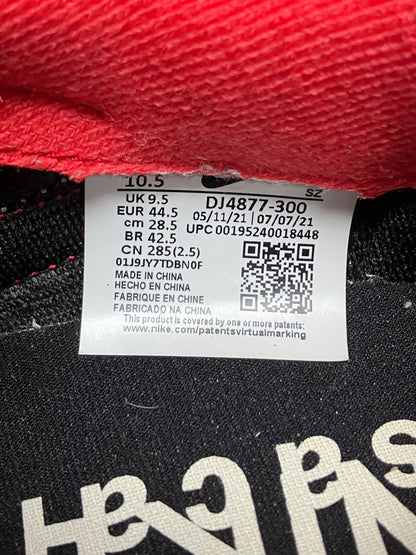 10.5
SZ
UK 9.5
DJ4877-300
EUR 44.5
05/11/21 | 07/07/21
cm 28.5
UPC 00195240018448
BR 42.5
CN 285(2.5)
01J9JY7TDBN0F
MADE IN CHINA
HECHO EN CHINA
FABRIQUE EN CHINE
FABRICADO NA CHINA
This product is covered by one or more patents:
www.nike.com/patentsvirtualmarking